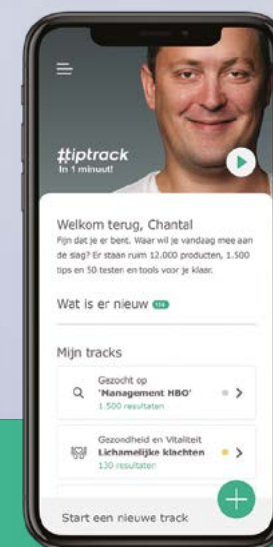 #tiptrack
In 1 minuut!
Welkom terug, Chantal
Fijn dat je er bent. Waar wil je vandaag mee aan
de slag? Er staan ruim 12.000 producten, 1.500
tips en 50 testen en tools voor je klaar.
Wat is er nieuw
Mijn tracks
Gezocht op
'Management HBO'
1.500 resultaten
Gezondheid en Vitaliteit
Lichamelijke klachten
130 resultaten
Start een nieuwe track